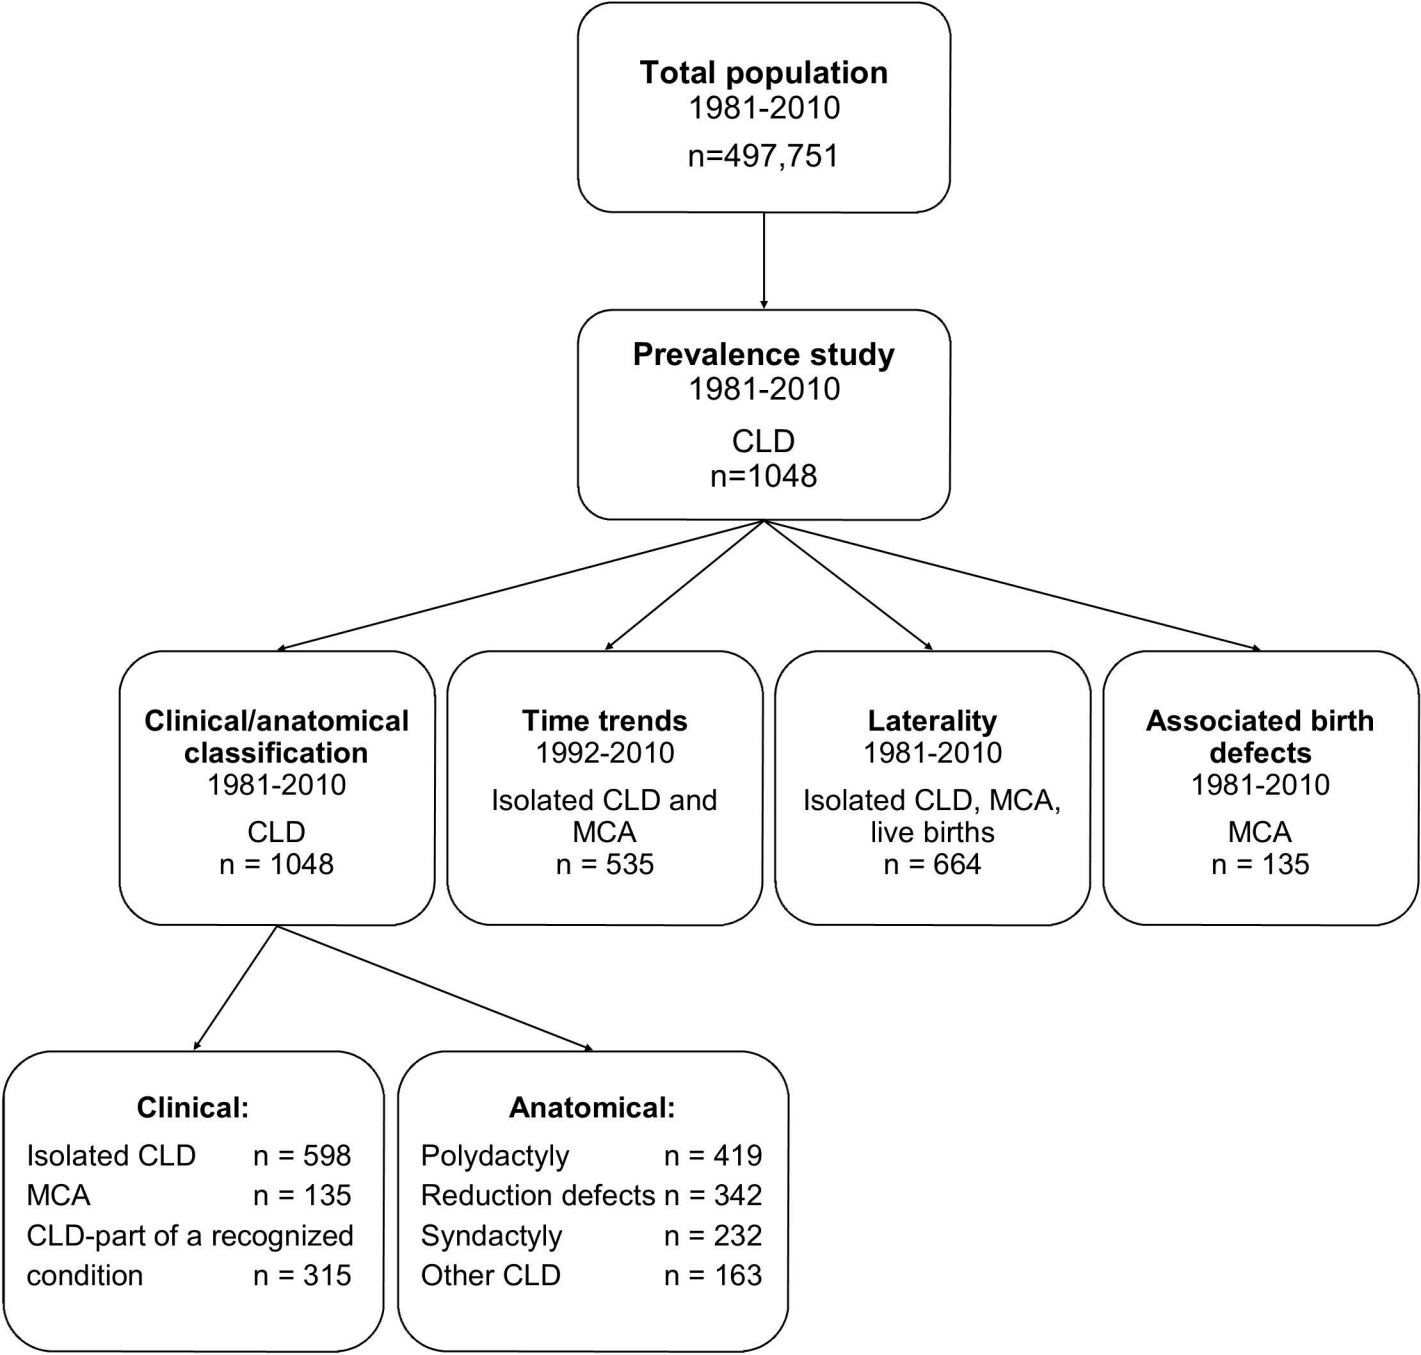 Total population
1981-2010
n=497,751
Prevalence study
1981-2010
CLD
n=1048
Clinical/anatomical
classification
1981-2010
CLD
n = 1048
Time trends
1992-2010
Isolated CLD and
MCA
n = 535
Laterality
1981-2010
Isolated CLD, MCA,
live births
n = 664
Associated birth
defects
1981-2010
MCA
n = 135
Clinical:
Isolated CLD n = 598
MCA n = 135
CLD-part of a recognized
condition n = 315
Anatomical:
Polydactyly n = 419
Reduction defects n = 342
Syndactyly n = 232
Other CLD n = 163